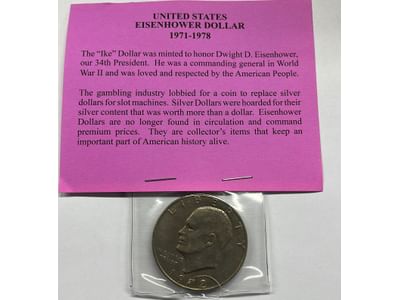 UNITED STATES
EISENHOWER DOLLAR
1971-1978
The "Ike" Dollar was minted to honor Dwight D. Eisenhower,
our 34th President. He was a commanding general in World
War II and was loved and respected by the American People.
The gambling industry lobbied for a coin to replace silver
dollars for slot machines. Silver Dollars were hoarded for their
silver content that was worth more than a dollar. Eisenhower
Dollars are no longer found in circulation and command
premium prices. They are collector's items that keep an
important part of American history alive.
LIBERTY